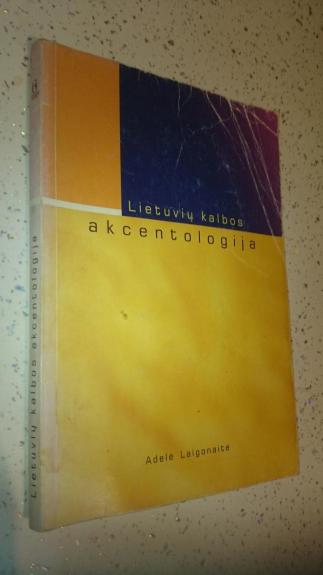 Lietuvių kalbos
akcentologija
Adelė Laigonaitė
Lietuvių kalbos akcentologija